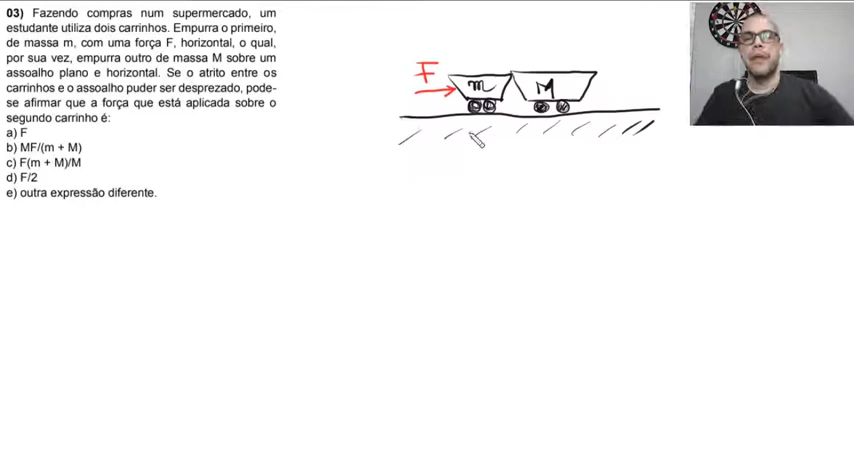 03) Fazendo compras num supermercado, um
estudante utiliza dois carrinhos. Empurra o primeiro,
de massa m, com uma força F, horizontal, o qual,
por sua vez, empurra outro de massa M sobre um
assoalho plano e horizontal. Se o atrito entre os
carrinhos e o assoalho puder ser desprezado, pode-
se afirmar que a força que está aplicada sobre o
segundo carrinho é:
a) F
b) MF/(m + M)
c) F(m + M)/M
d) F/2
e) outra expressão diferente.
F
m M